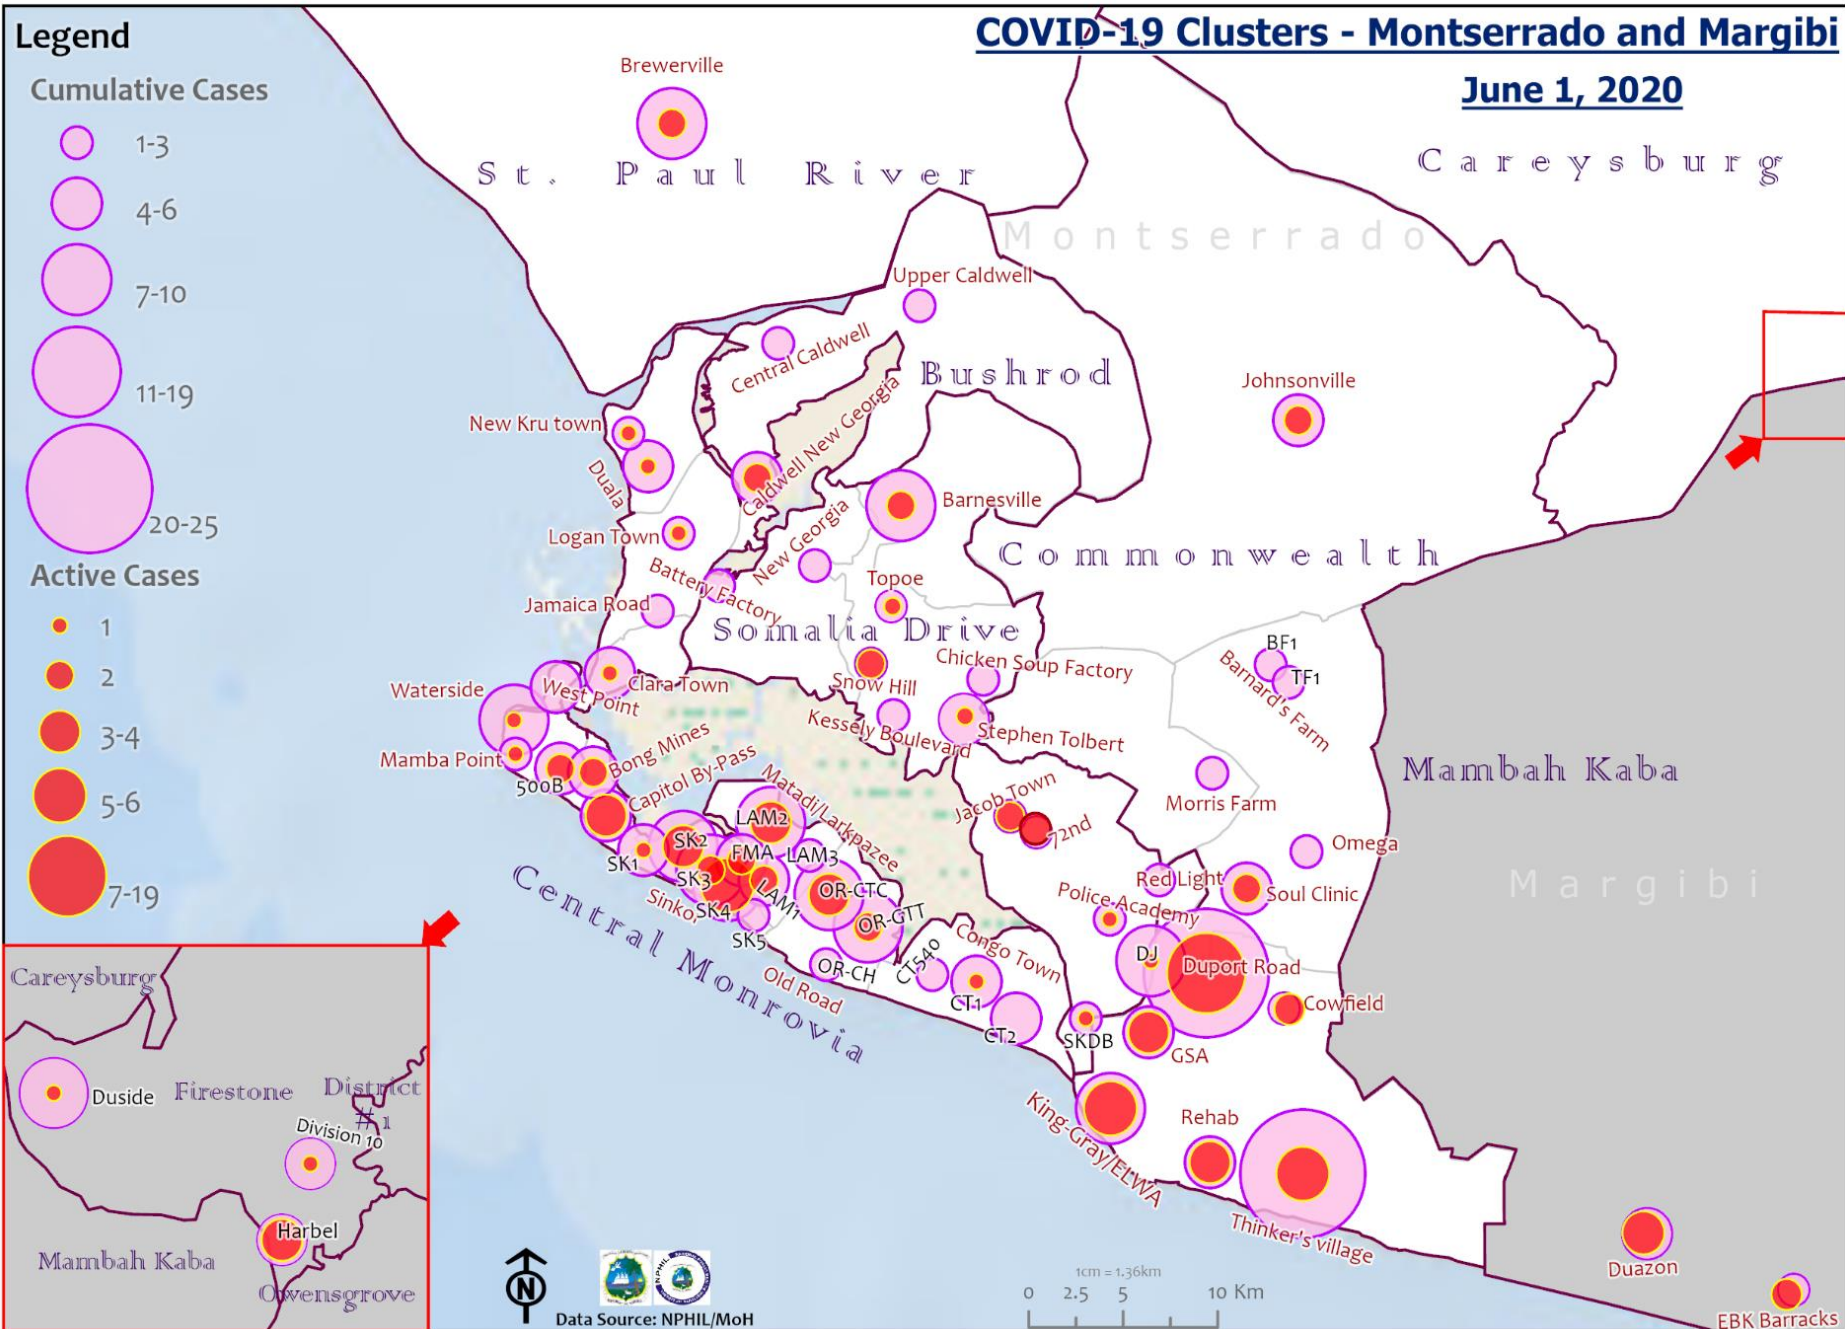 Legend
COVID-19 Clusters - Montserrado and Margibi
June 1, 2020
Cumulative Cases
1-3
4-6
7-10
11-19
20-25
Active Cases
1
2
3-4
5-6
7-19
Brewerville
St. Paul River
Careysburg
Montserrado
Upper Caldwell
Central Caldwell
Bushrod
Johnsonville
New Kru town
Caldwell New Georgia
Duala
Barnesville
New Georgia
Logan Town
Commonwealth
Battery Factory
Topoe
Jamaica Road
Somalia Drive
BF1
Chicken Soup Factory
TF1
Barnard's Farm
Snow Hill
Clara Town
Waterside
West Point
Kessely Boulevard
Stephen Tolbert
Mamba Point
Bong Mines
Mambah Kaba
500B
Capitol By-Pass
Matadi/Larkpazee
Jacob Town
Morris Farm
72nd
LAM2
Omega
SK2
FMA
LAM3
SK1
SK3
Red Light
Soul Clinic
Margibi
Police Academy
OR-CTC
LAM1
Sinkor
SK4
OR-GTT
SK5
Central Monrovia
Congo Town
CT540
DJ
Duport Road
OR-CH
Old Road
CT1
Cowfield
CT2
SKDB
GSA
King-Gray/ELWA
Rehab
Thinker's village
Duazon
EBK Barracks
Careysburg
Duside
Firestone
District
# 1
Division 10
Harbel
Mambah Kaba
Owensgrove
N
NPHIL
Data Source: NPHIL/MoH
1cm = 1.36km
0 2.5 5 10 Km